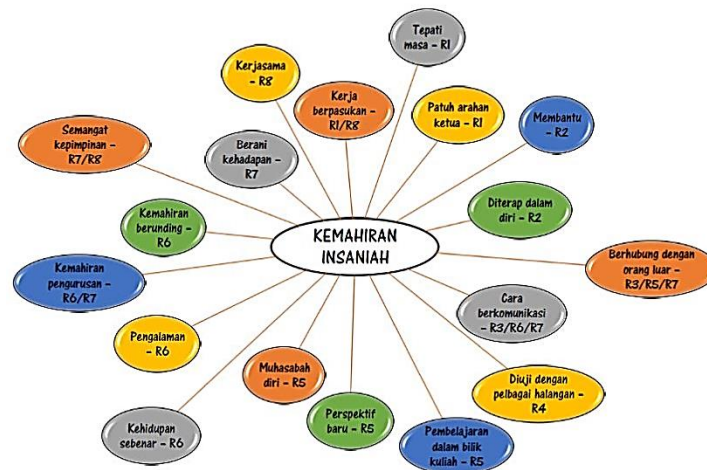 Tepati
masa – R1
Kerjasama
– R8
Kerja
berpasukan –
R1/R8
Patuh arahan
ketua – R1
Membantu
– R2
Semangat
kepimpinan –
R7/R8
Berani
kehadapan –
R7
Kemahiran
berunding –
R6
Diterap dalam
diri – R2
KEMAHIRAN
INSANIAH
Berhubung dengan
orang luar –
R3/R5/R7
Kemahiran
pengurusan –
R6/R7
Cara
berkomunikasi
– R3/R6/R7
Pengalaman
– R6
Muhasabah
diri – R5
Diuji dengan
pelbagai halangan –
R4
Kehidupan
sebenar – R6
Perspektif
baru – R5
Pembelajaran
dalam bilik
kuliah – R5